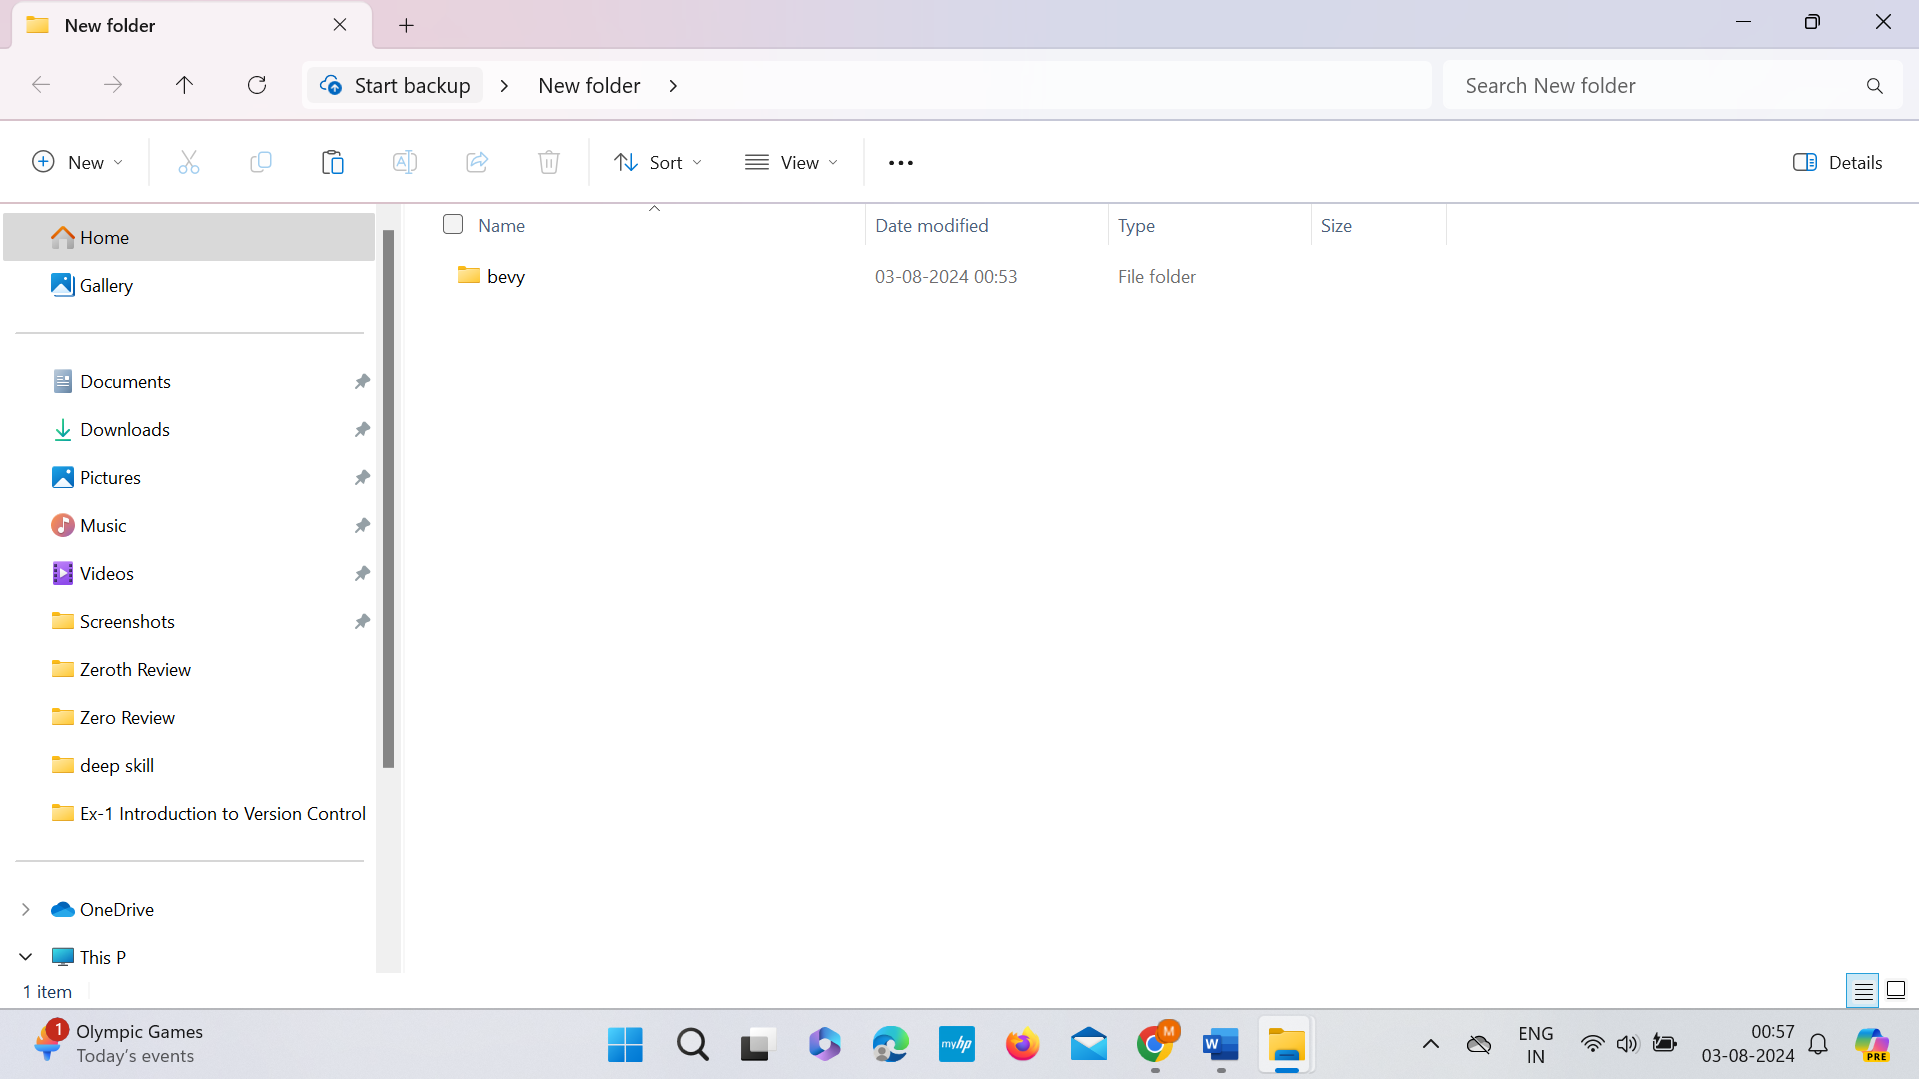 New folder
Start backup
New folder
Search New folder
New
Sort
View
Details
Home
Gallery
Documents
Downloads
Pictures
Music
Videos
Screenshots
Zeroth Review
Zero Review
deep skill
Ex-1 Introduction to Version Control
OneDrive
This P
Name Date modified Type Size
bevy 03-08-2024 00:53 File folder
1 item
1
Olympic Games
Today's events
myhp
M
W
ENG
IN
00:57
03-08-2024
PRE